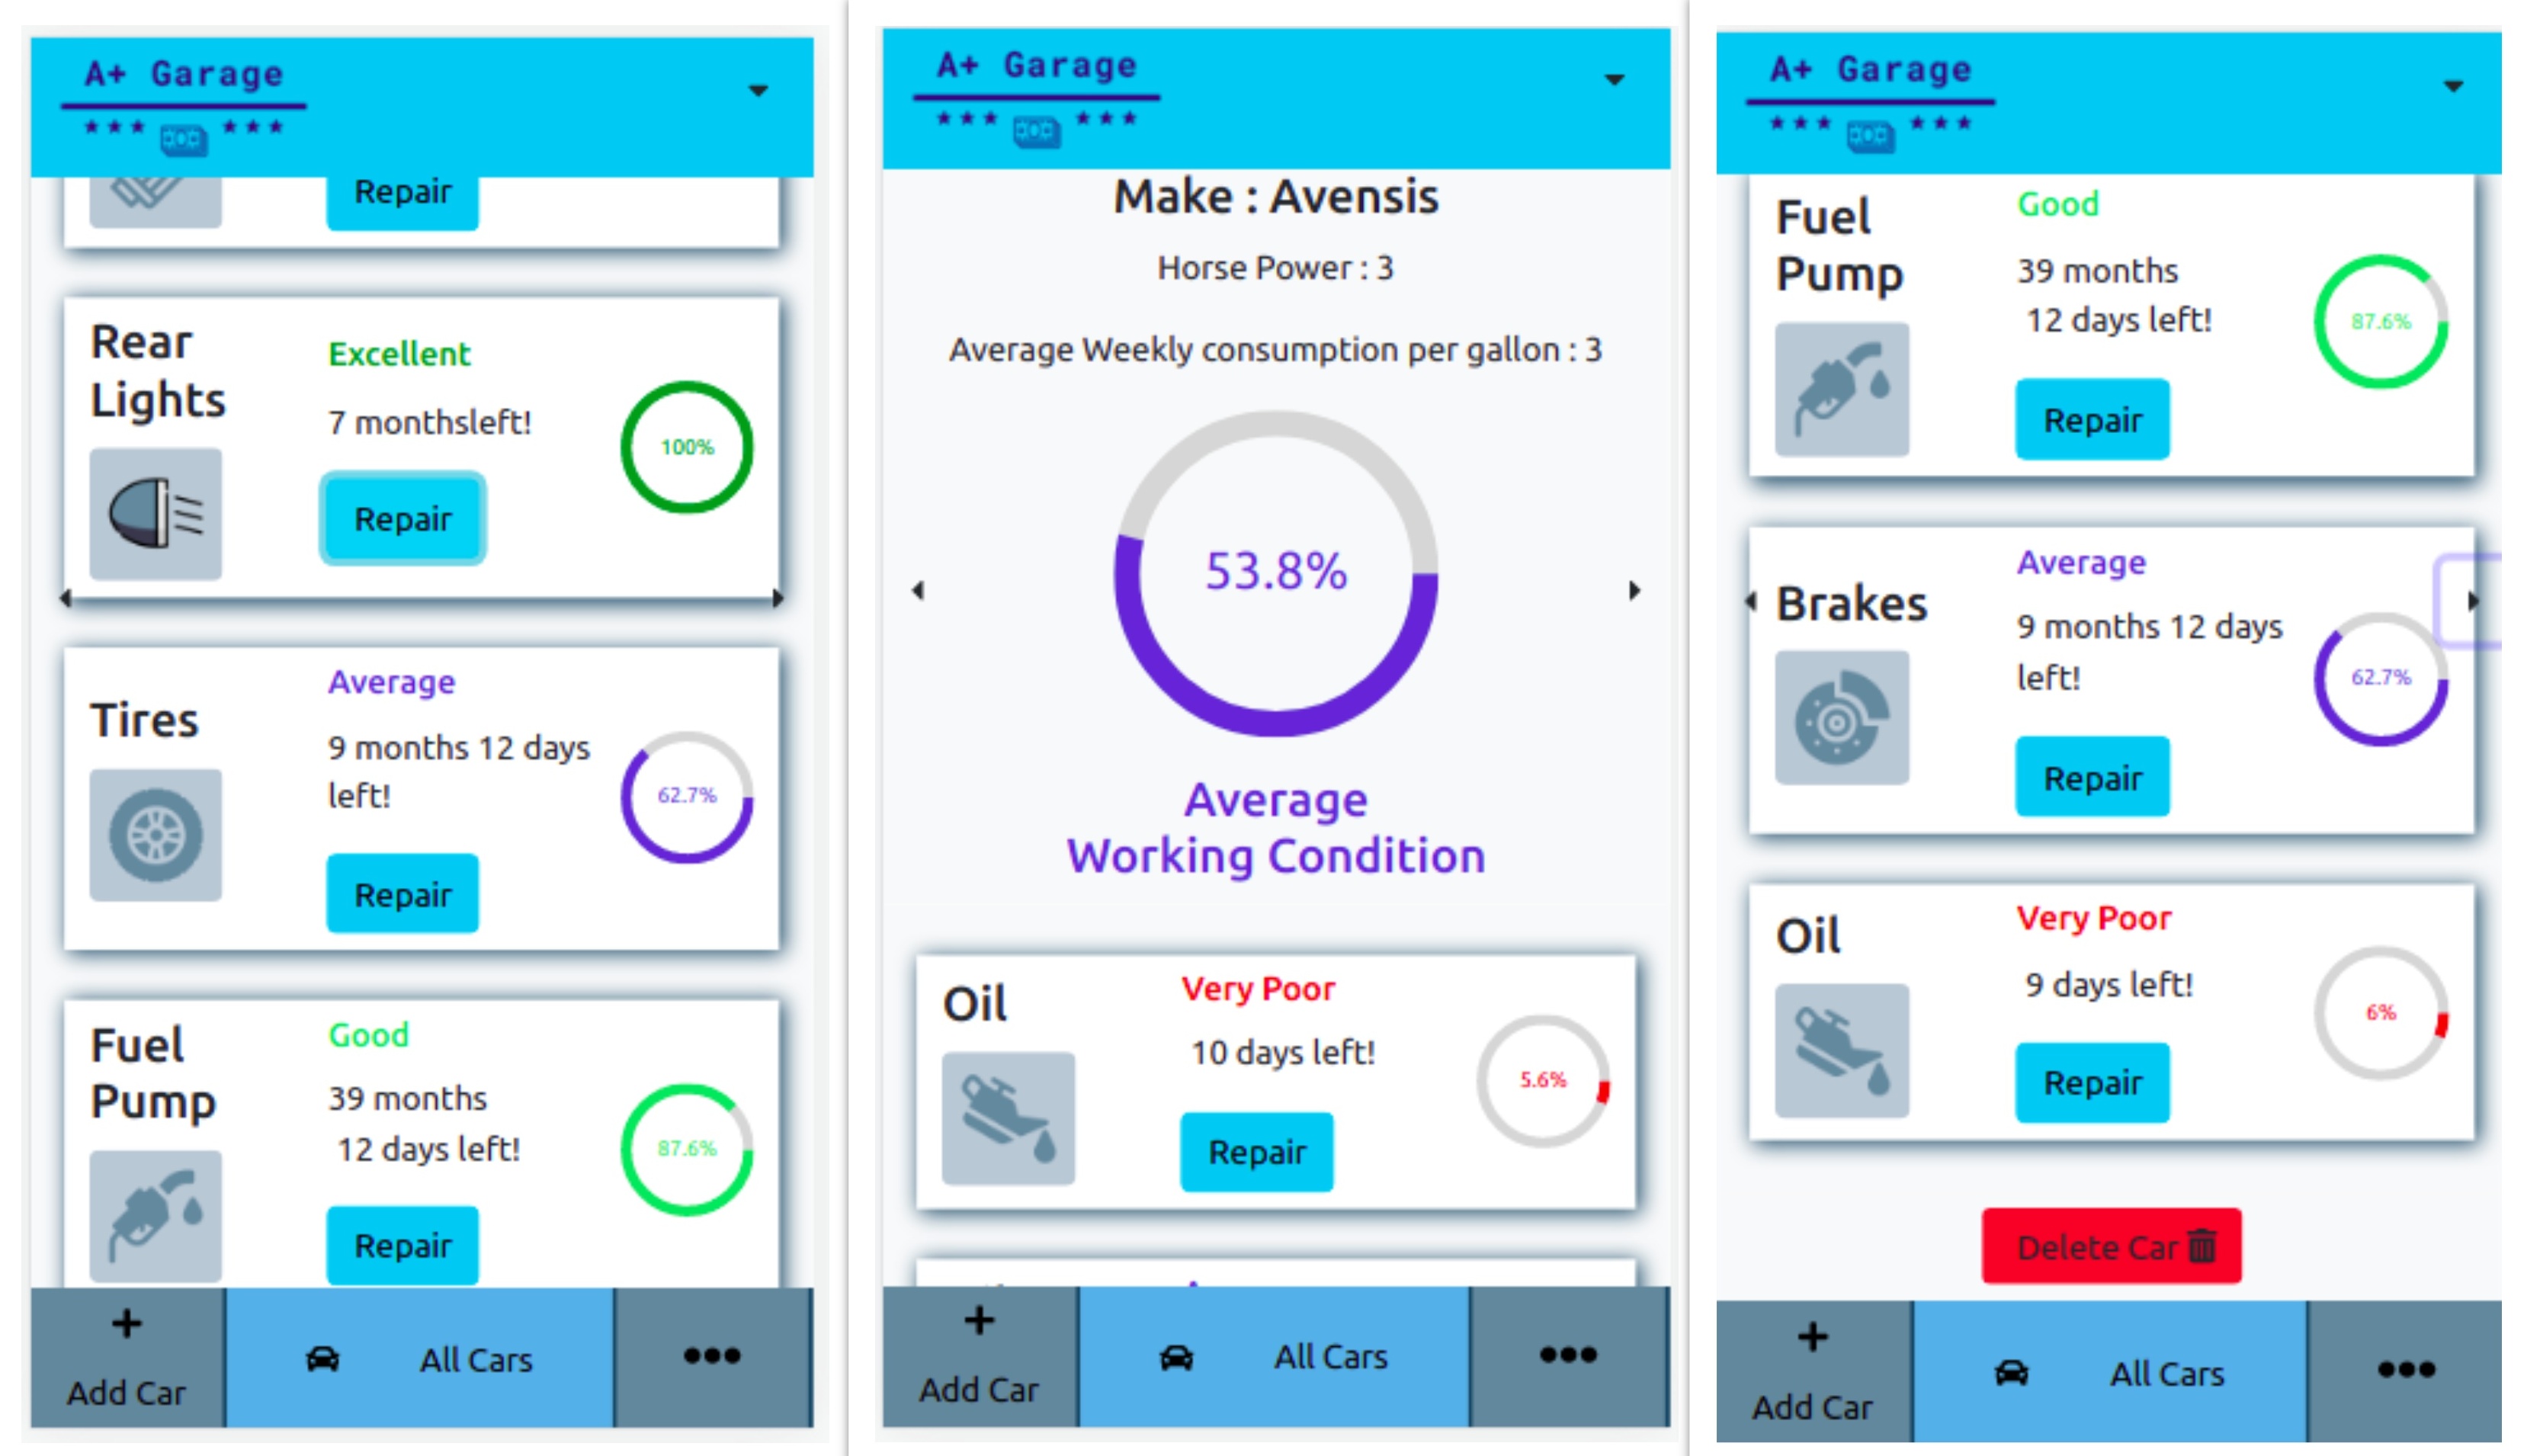 A+ Garage
Repair
Rear
Lights
Excellent
7 monthsleft!
100%
Repair
Tires
Average
9 months 12 days
left!
62.7%
Repair
Fuel
Pump
Good
39 months
12 days left!
87.6%
Repair
+
Add Car
All Cars
A+ Garage
Make : Avensis
Horse Power : 3
Average Weekly consumption per gallon : 3
53.8%
Average
Working Condition
Oil
Very Poor
10 days left!
5.6%
Repair
+
Add Car
All Cars
A+ Garage
Fuel
Pump
Good
39 months
12 days left!
87.6%
Repair
Brakes
Average
9 months 12 days
left!
62.7%
Repair
Oil
Very Poor
9 days left!
6%
Repair
Delete Car
+
Add Car
All Cars